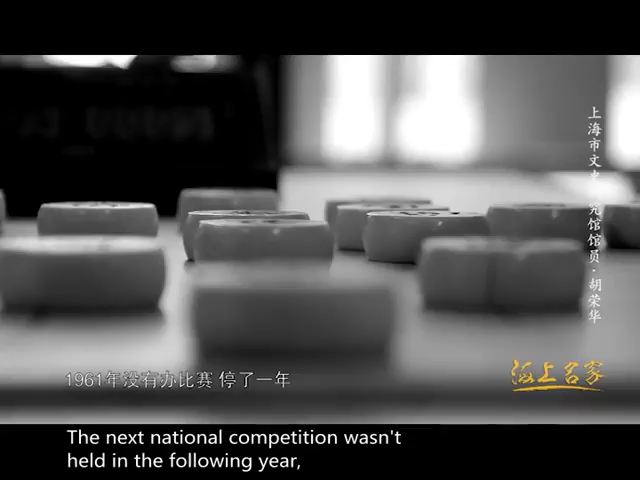 上海市文史
究馆馆员·胡荣华
1961年没有办比赛 停了一年
海上名家
The next national competition wasn't
held in the following year,